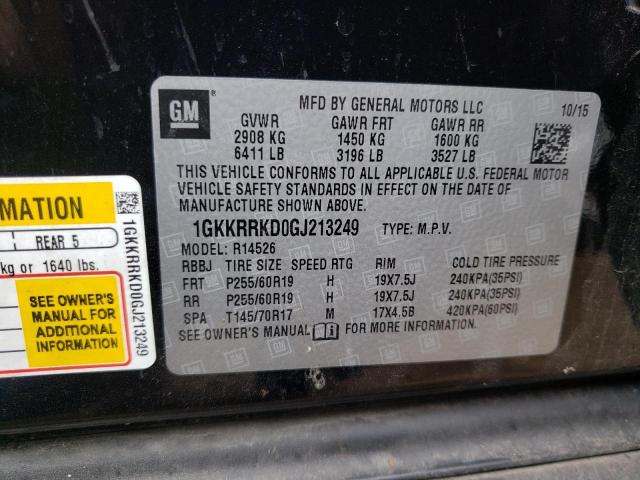 GM
MFD BY GENERAL MOTORS LLC 10/15
GVWR GAWR FRT GAWR RR
2908 KG 1450 KG 1600 KG
6411 LB 3196 LB 3527 LB
THIS VEHICLE CONFORMS TO ALL APPLICABLE U.S. FEDERAL MOTOR
VEHICLE SAFETY STANDARDS IN EFFECT ON THE DATE OF
MANUFACTURE SHOWN ABOVE.
1GKKRRKD0GJ213249 TYPE: M.P.V.
MODEL: R14526
RBBJ TIRE SIZE SPEED RTG RIM COLD TIRE PRESSURE
FRT P255/60R19 H 19X7.5J 240KPA(35PSI)
RR P255/60R19 H 19X7.5J 240KPA(35PSI)
SPA T145/70R17 M 17X4.5B 420KPA(60PSI)
SEE OWNER'S MANUAL FOR MORE INFORMATION.
MATION
REAR 5
kg or 1640 lbs.
SEE OWNER'S
MANUAL FOR
ADDITIONAL
INFORMATION
1GKKRRKD0GJ213249